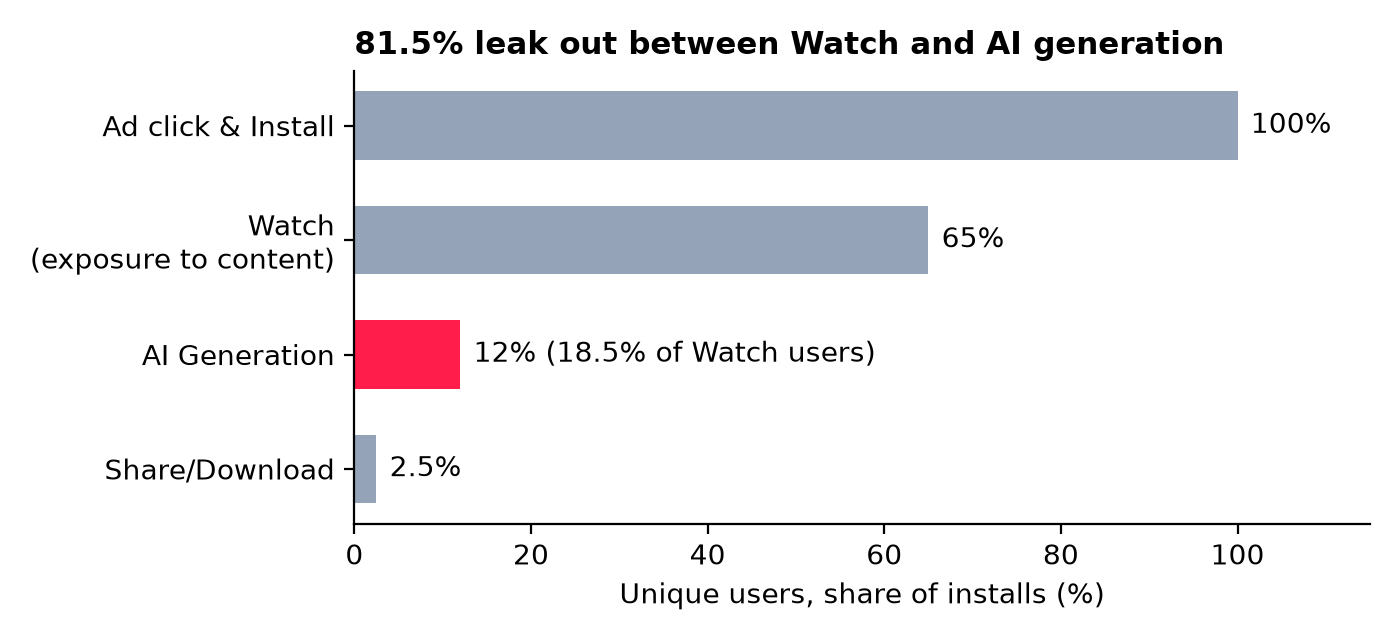 81.5% leak out between Watch and AI generation
Ad click & Install
100%
Watch
(exposure to content)
65%
AI Generation
12% (18.5% of Watch users)
Share/Download
2.5%
0 20 40 60 80 100
Unique users, share of installs (%)